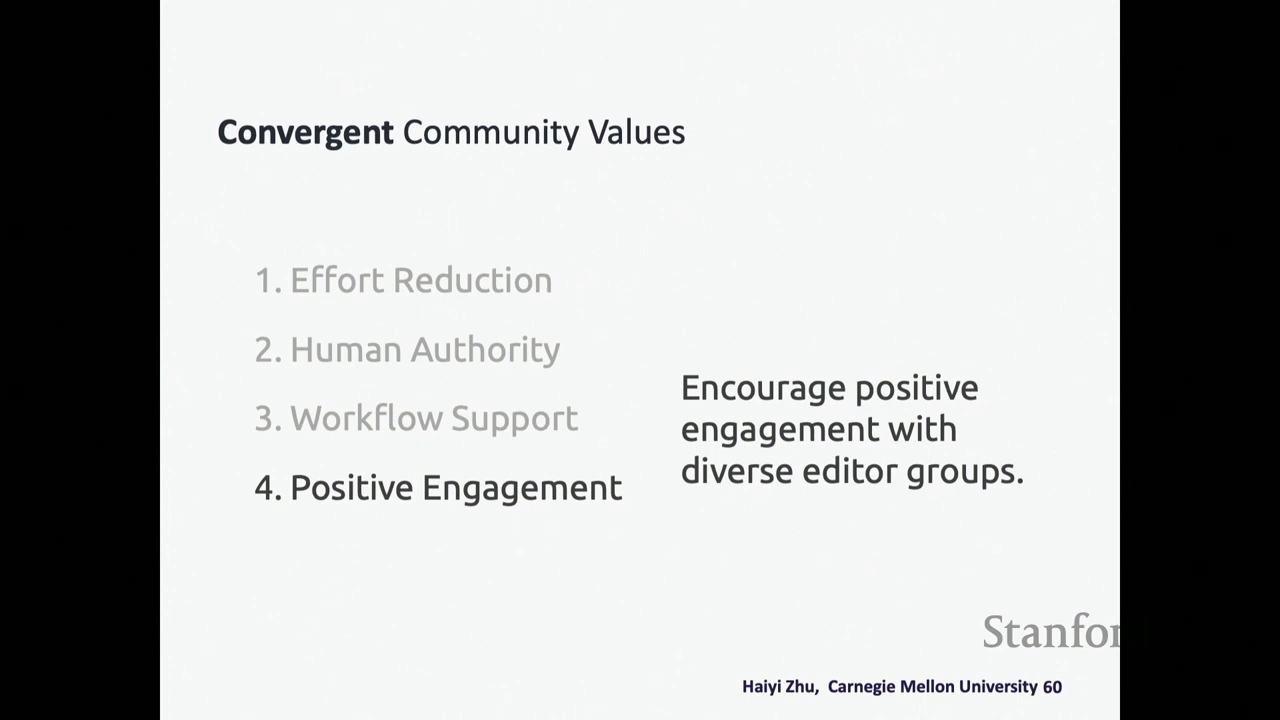 Convergent Community Values
1. Effort Reduction
2. Human Authority
3. Workflow Support
4. Positive Engagement
Encourage positive
engagement with
diverse editor groups.
Stanfor
Haiyi Zhu, Carnegie Mellon University 60